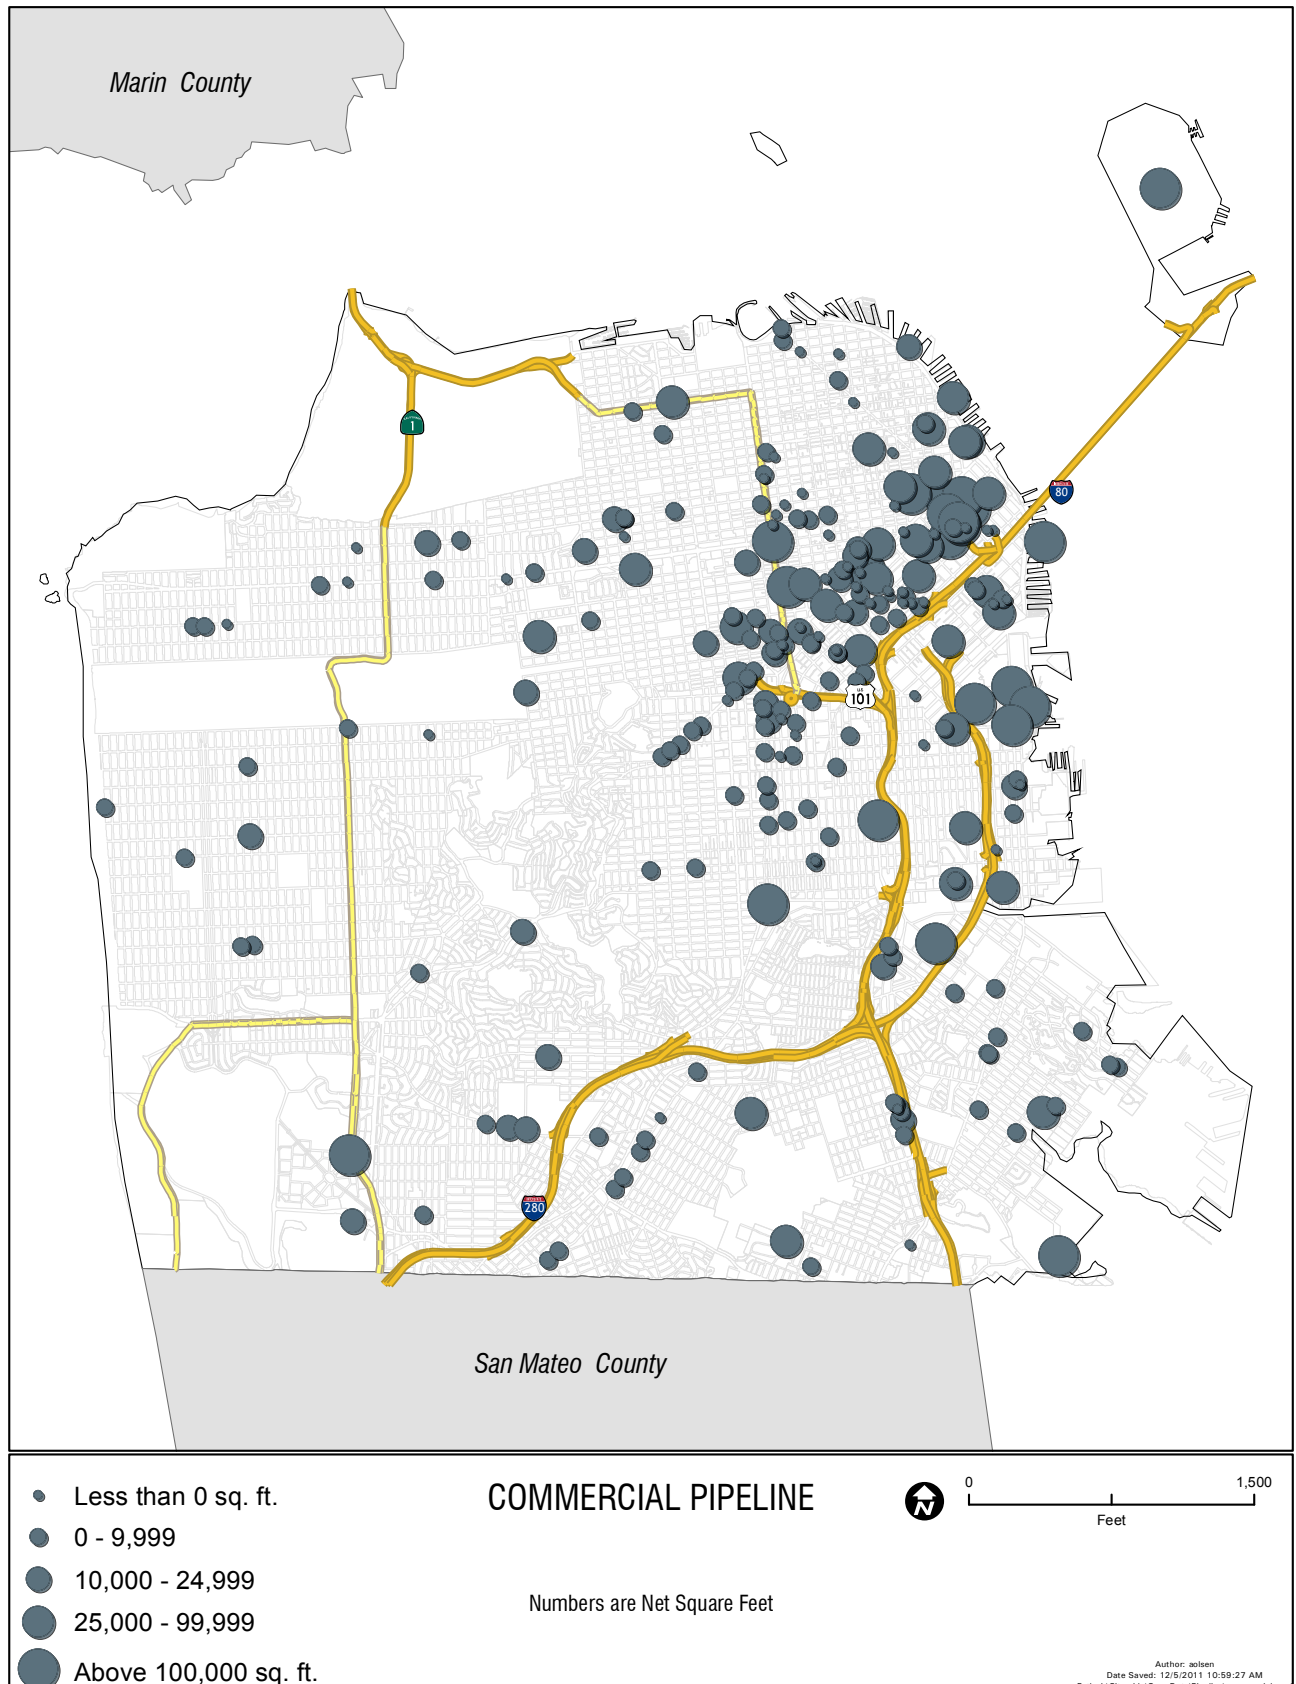 Marin County
1
80
US
101
280
San Mateo County
Less than 0 sq. ft.
0 - 9,999
10,000 - 24,999
25,000 - 99,999
Above 100,000 sq. ft.
COMMERCIAL PIPELINE
Numbers are Net Square Feet
N
0 1,500
Feet
Author: aolsen
Date Saved: 12/5/2011 10:59:27 AM